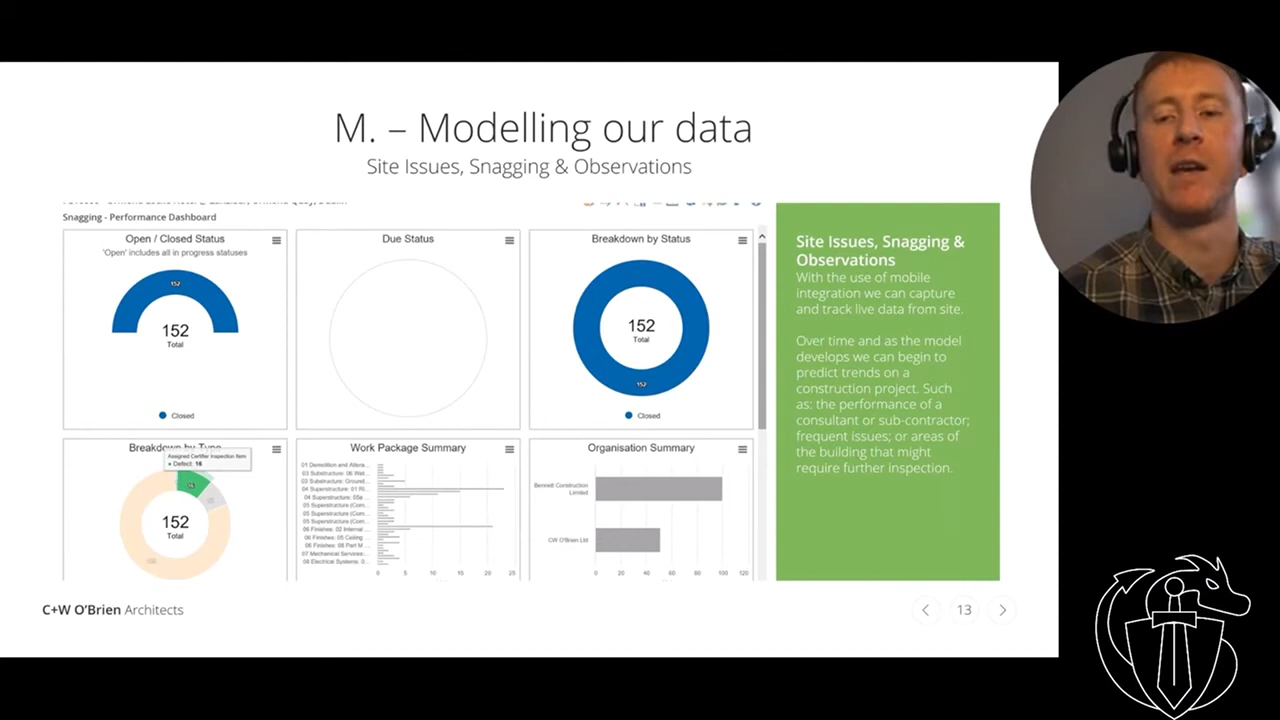 M. – Modelling our data
Site Issues, Snagging & Observations
Snagging - Performance Dashboard
Open / Closed Status
'Open' includes all in progress statuses
152
152
Total
Closed
Due Status
Breakdown by Status
152
Total
152
Closed
Breakdown by Type
Assigned Certifier Inspection Item
Defect: 16
16
152
Total
Work Package Summary
01 Demolition and Altera...
03 Substructure: 06 Wat...
03 Substructure: Ground...
04 Superstructure: 01 Ri...
04 Superstructure: 05a ...
05 Superstructure (Com...
05 Superstructure (Com...
05 Superstructure (Com...
06 Finishes: 02 Internal ...
06 Finishes: 05 Ceiling ...
06 Finishes: 08 Part M ...
07 Mechanical Services:...
08 Electrical Systems: 0...
0 5 10 15 20 25
Organisation Summary
Bennett Construction
Limited
CW O'Brien Ltd
0 20 40 60 80 100 120
Site Issues, Snagging &
Observations
With the use of mobile
integration we can capture
and track live data from site.
Over time and as the model
develops we can begin to
predict trends on a
construction project. Such
as: the performance of a
consultant or sub-contractor;
frequent issues; or areas of
the building that might
require further inspection.
C+W O'Brien Architects
13